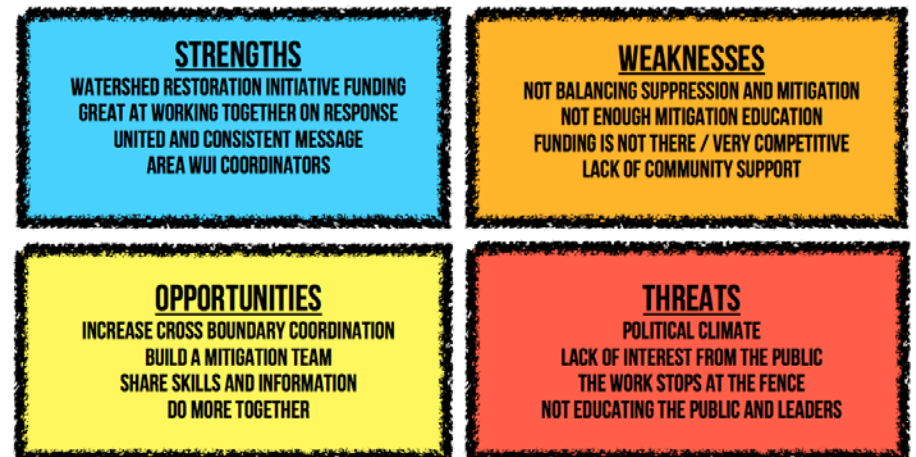 STRENGTHS
WATERSHED RESTORATION INITIATIVE FUNDING
GREAT AT WORKING TOGETHER ON RESPONSE
UNITED AND CONSISTENT MESSAGE
AREA WUI COORDINATORS
WEAKNESSES
NOT BALANCING SUPPRESSION AND MITIGATION
NOT ENOUGH MITIGATION EDUCATION
FUNDING IS NOT THERE / VERY COMPETITIVE
LACK OF COMMUNITY SUPPORT
OPPORTUNITIES
INCREASE CROSS BOUNDARY COORDINATION
BUILD A MITIGATION TEAM
SHARE SKILLS AND INFORMATION
DO MORE TOGETHER
THREATS
POLITICAL CLIMATE
LACK OF INTEREST FROM THE PUBLIC
THE WORK STOPS AT THE FENCE
NOT EDUCATING THE PUBLIC AND LEADERS